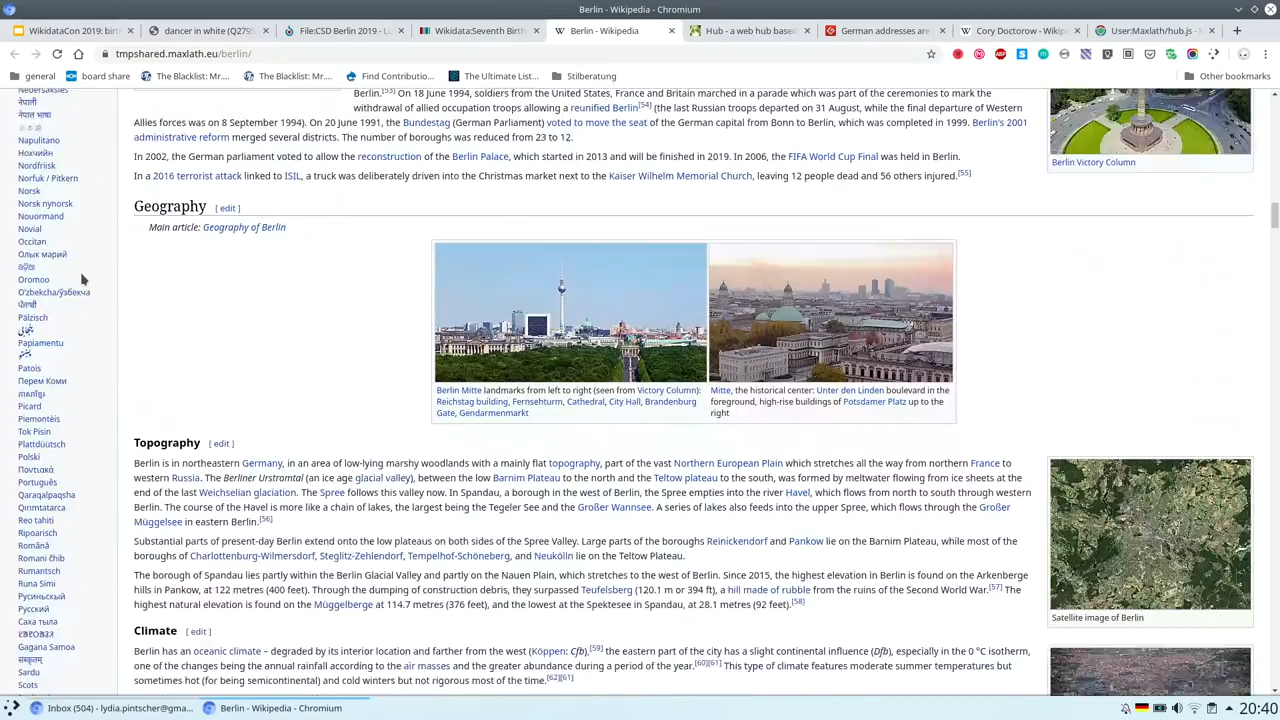 Berlin - Wikipedia - Chromium
WikidataCon 2019: birt
dancer in white (Q2795
File:CSD Berlin 2019 - L
Wikidata:Seventh Birth
Berlin - Wikipedia
Hub - a web hub based
German addresses are
Cory Doctorow - Wikipe
User:Maxlath/hub.js - W
tmpshared.maxlath.eu/berlin/
general
board share
The Blacklist: Mr....
The Blacklist: Mr....
Find Contributio...
The Ultimate List...
Stilberatung
Other bookmarks
Nedersaksies
नेपाली
नेपाल भाषा
日本語
Napulitano
Нохчийн
Nordfriisk
Norfuk / Pitkern
Norsk
Norsk nynorsk
Nouormand
Novial
Occitan
Олык марий
ଓଡ଼ିଆ
Oromoo
Oʻzbekcha/ўзбекча
ਪੰਜਾਬੀ
Pälzisch
پنجابی
Papiamentu
پښتو
Patois
Перем Коми
ភាសាខ្មែរ
Picard
Piemontèis
Tok Pisin
Plattdüütsch
Polski
Ποντιακά
Português
Qaraqalpaqsha
Qırımtatarca
Reo tahiti
Ripoarisch
Română
Romani čhib
Rumantsch
Runa Simi
Русиньскый
Русский
Саха тыла
Gagana Samoa
संस्कृतम्
Sardu
Scots
Berlin.[53] On 18 June 1994, soldiers from the United States, France and Britain marched in a parade which was part of the ceremonies to mark the
withdrawal of allied occupation troops allowing a reunified Berlin[54] (the last Russian troops departed on 31 August, while the final departure of Western
Allies forces was on 8 September 1994). On 20 June 1991, the Bundestag (German Parliament) voted to move the seat of the German capital from Bonn to Berlin, which was completed in 1999. Berlin's 2001
administrative reform merged several districts. The number of boroughs was reduced from 23 to 12.
In 2002, the German parliament voted to allow the reconstruction of the Berlin Palace, which started in 2013 and will be finished in 2019. In 2006, the FIFA World Cup Final was held in Berlin.
In a 2016 terrorist attack linked to ISIL, a truck was deliberately driven into the Christmas market next to the Kaiser Wilhelm Memorial Church, leaving 12 people dead and 56 others injured.[55]
Berlin Victory Column
Geography [ edit ]
Main article: Geography of Berlin
Berlin Mitte landmarks from left to right (seen from Victory Column):
Reichstag building, Fernsehturm, Cathedral, City Hall, Brandenburg
Gate, Gendarmenmarkt
Mitte, the historical center: Unter den Linden boulevard in the
foreground, high-rise buildings of Potsdamer Platz up to the
right
Topography [ edit ]
Berlin is in northeastern Germany, in an area of low-lying marshy woodlands with a mainly flat topography, part of the vast Northern European Plain which stretches all the way from northern France to
western Russia. The Berliner Urstromtal (an ice age glacial valley), between the low Barnim Plateau to the north and the Teltow plateau to the south, was formed by meltwater flowing from ice sheets at the
end of the last Weichselian glaciation. The Spree follows this valley now. In Spandau, a borough in the west of Berlin, the Spree empties into the river Havel, which flows from north to south through western
Berlin. The course of the Havel is more like a chain of lakes, the largest being the Tegeler See and the Großer Wannsee. A series of lakes also feeds into the upper Spree, which flows through the Großer
Müggelsee in eastern Berlin.[56]
Substantial parts of present-day Berlin extend onto the low plateaus on both sides of the Spree Valley. Large parts of the boroughs Reinickendorf and Pankow lie on the Barnim Plateau, while most of the
boroughs of Charlottenburg-Wilmersdorf, Steglitz-Zehlendorf, Tempelhof-Schöneberg, and Neukölln lie on the Teltow Plateau.
The borough of Spandau lies partly within the Berlin Glacial Valley and partly on the Nauen Plain, which stretches to the west of Berlin. Since 2015, the highest elevation in Berlin is found on the Arkenberge
hills in Pankow, at 122 metres (400 feet). Through the dumping of construction debris, they surpassed Teufelsberg (120.1 m or 394 ft), a hill made of rubble from the ruins of the Second World War.[57] The
highest natural elevation is found on the Müggelberge at 114.7 metres (376 feet), and the lowest at the Spektesee in Spandau, at 28.1 metres (92 feet).[58]
Satellite image of Berlin
Climate [ edit ]
Berlin has an oceanic climate – degraded by its interior location and farther from the west (Köppen: Cfb).[59] the eastern part of the city has a slight continental influence (Dfb), especially in the 0 °C isotherm,
one of the changes being the annual rainfall according to the air masses and the greater abundance during a period of the year.[60][61] This type of climate features moderate summer temperatures but
sometimes hot (for being semicontinental) and cold winters but not rigorous most of the time.[62][61]
Inbox (504) - lydia.pintscher@gma...
Berlin - Wikipedia - Chromium
20:40